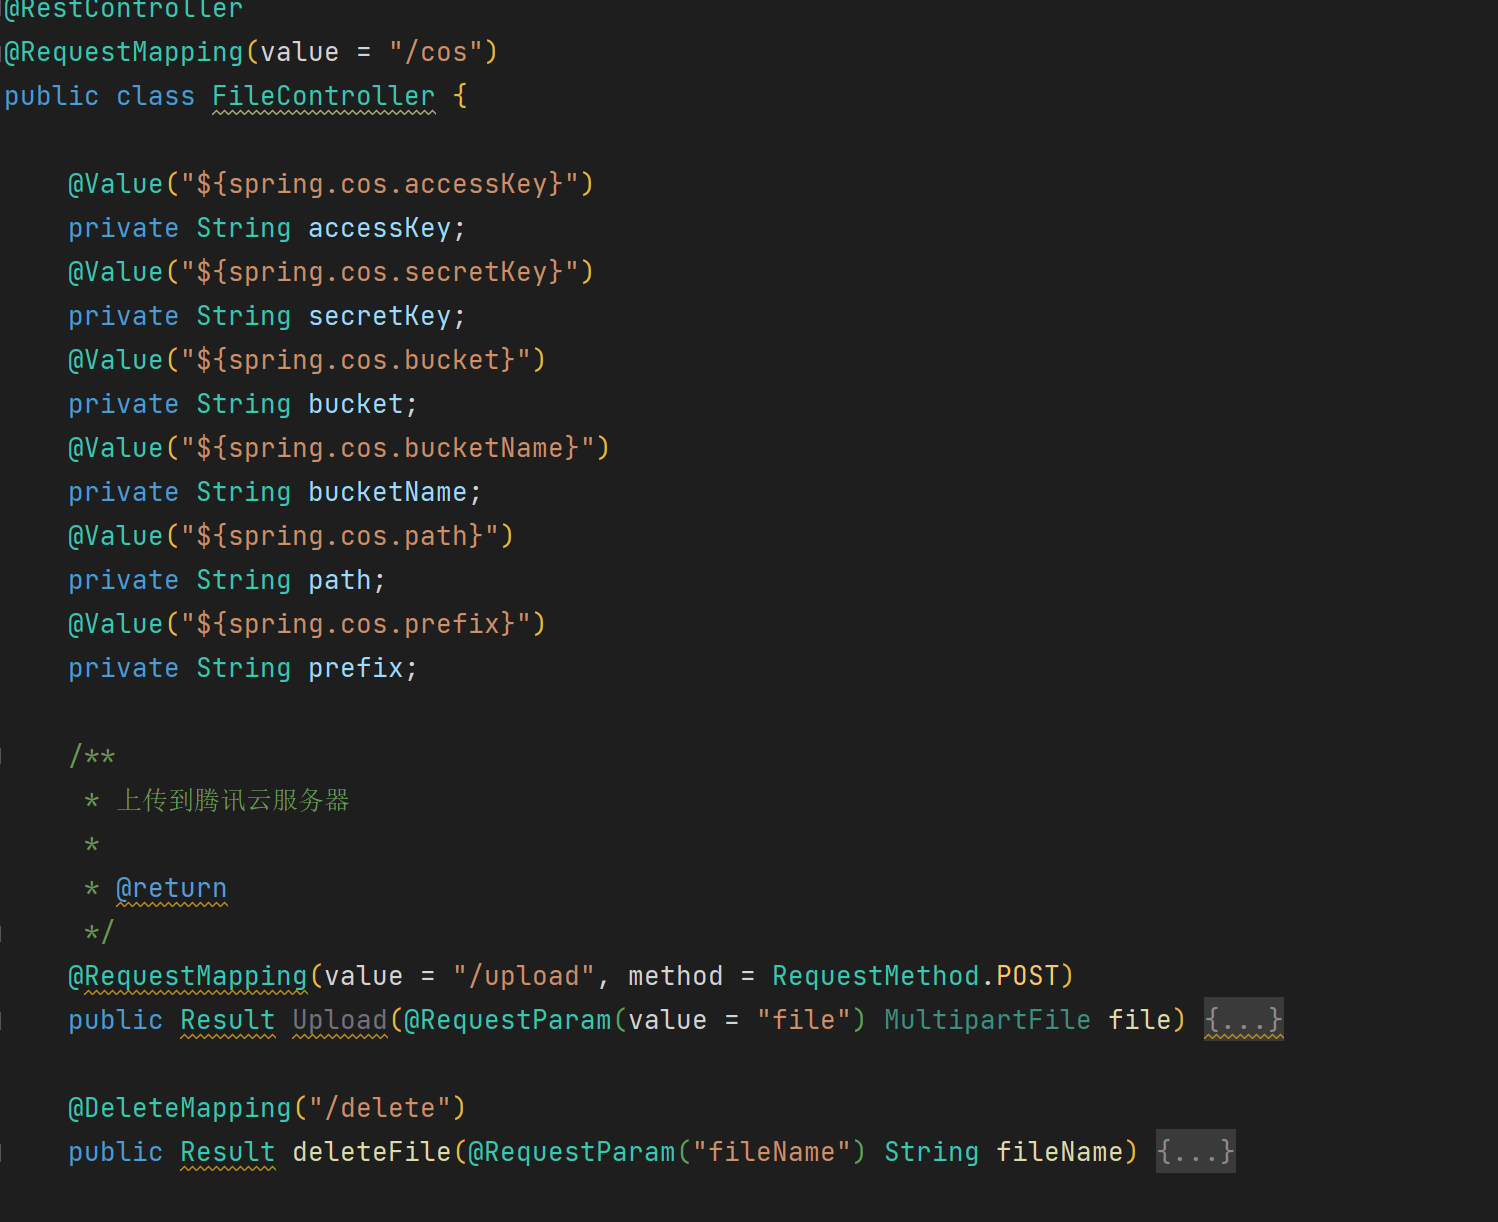 @RestController
@RequestMapping(value = "/cos")
public class FileController {
@Value("${spring.cos.accessKey}")
private String accessKey;
@Value("${spring.cos.secretKey}")
private String secretKey;
@Value("${spring.cos.bucket}")
private String bucket;
@Value("${spring.cos.bucketName}")
private String bucketName;
@Value("${spring.cos.path}")
private String path;
@Value("${spring.cos.prefix}")
private String prefix;
/**
* 上传到腾讯云服务器
*
* @return
*/
@RequestMapping(value = "/upload", method = RequestMethod.POST)
public Result Upload(@RequestParam(value = "file") MultipartFile file) {...}
@DeleteMapping("/delete")
public Result deleteFile(@RequestParam("fileName") String fileName) {...}